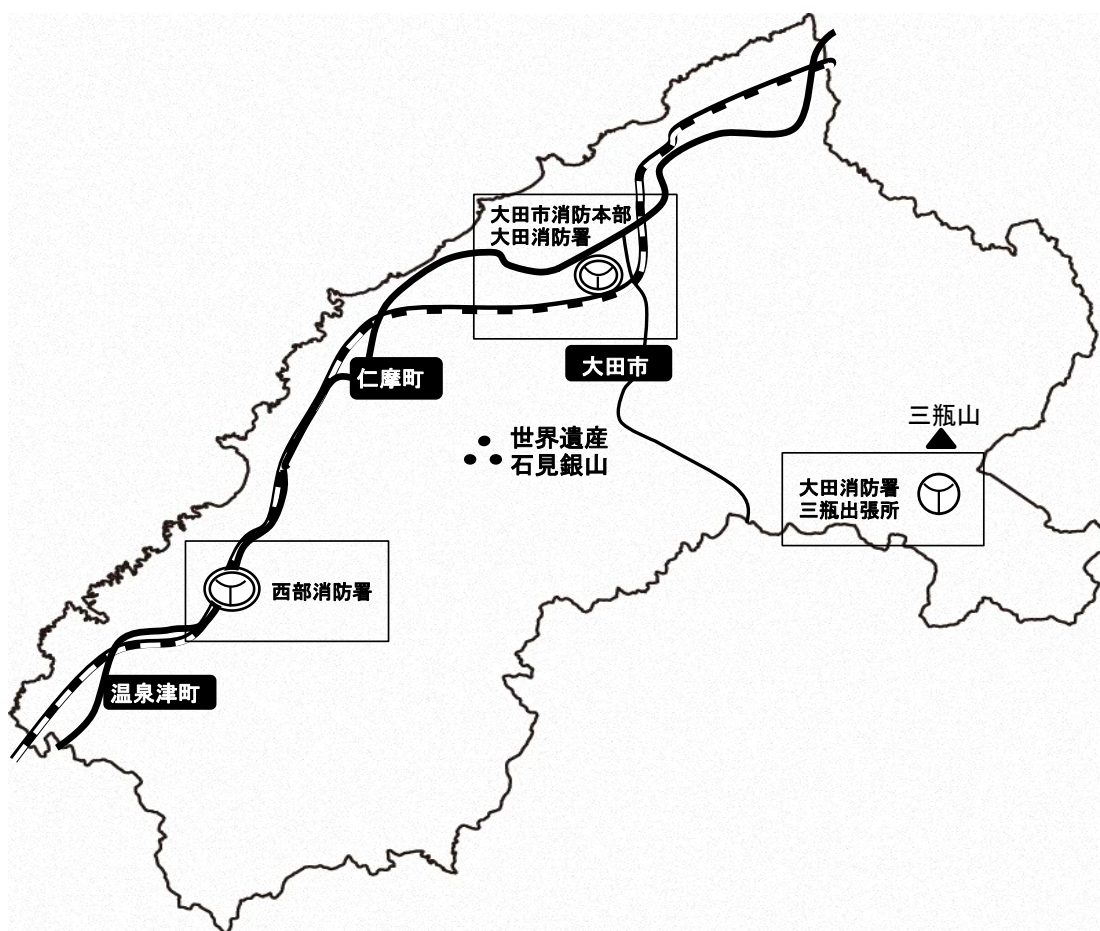 大田市消防本部
大田消防署
仁摩町
大田市
世界遺産
石見銀山
三瓶山
大田消防署
三瓶出張所
西部消防署
温泉津町